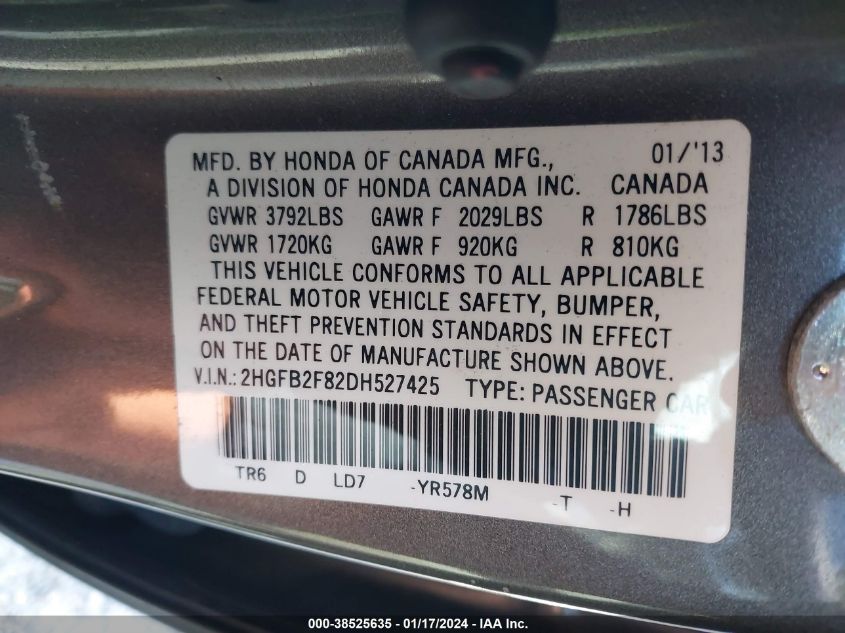 MFD. BY HONDA OF CANADA MFG., 01/'13
A DIVISION OF HONDA CANADA INC. CANADA
GVWR 3792LBS GAWR F 2029LBS R 1786LBS
GVWR 1720KG GAWR F 920KG R 810KG
THIS VEHICLE CONFORMS TO ALL APPLICABLE
FEDERAL MOTOR VEHICLE SAFETY, BUMPER,
AND THEFT PREVENTION STANDARDS IN EFFECT
ON THE DATE OF MANUFACTURE SHOWN ABOVE.
V.I.N.: 2HGFB2F82DH527425 TYPE: PASSENGER CAR
TR6 D LD7 -YR578M -T -H
000-38525635 - 01/17/2024 - IAAI.COM